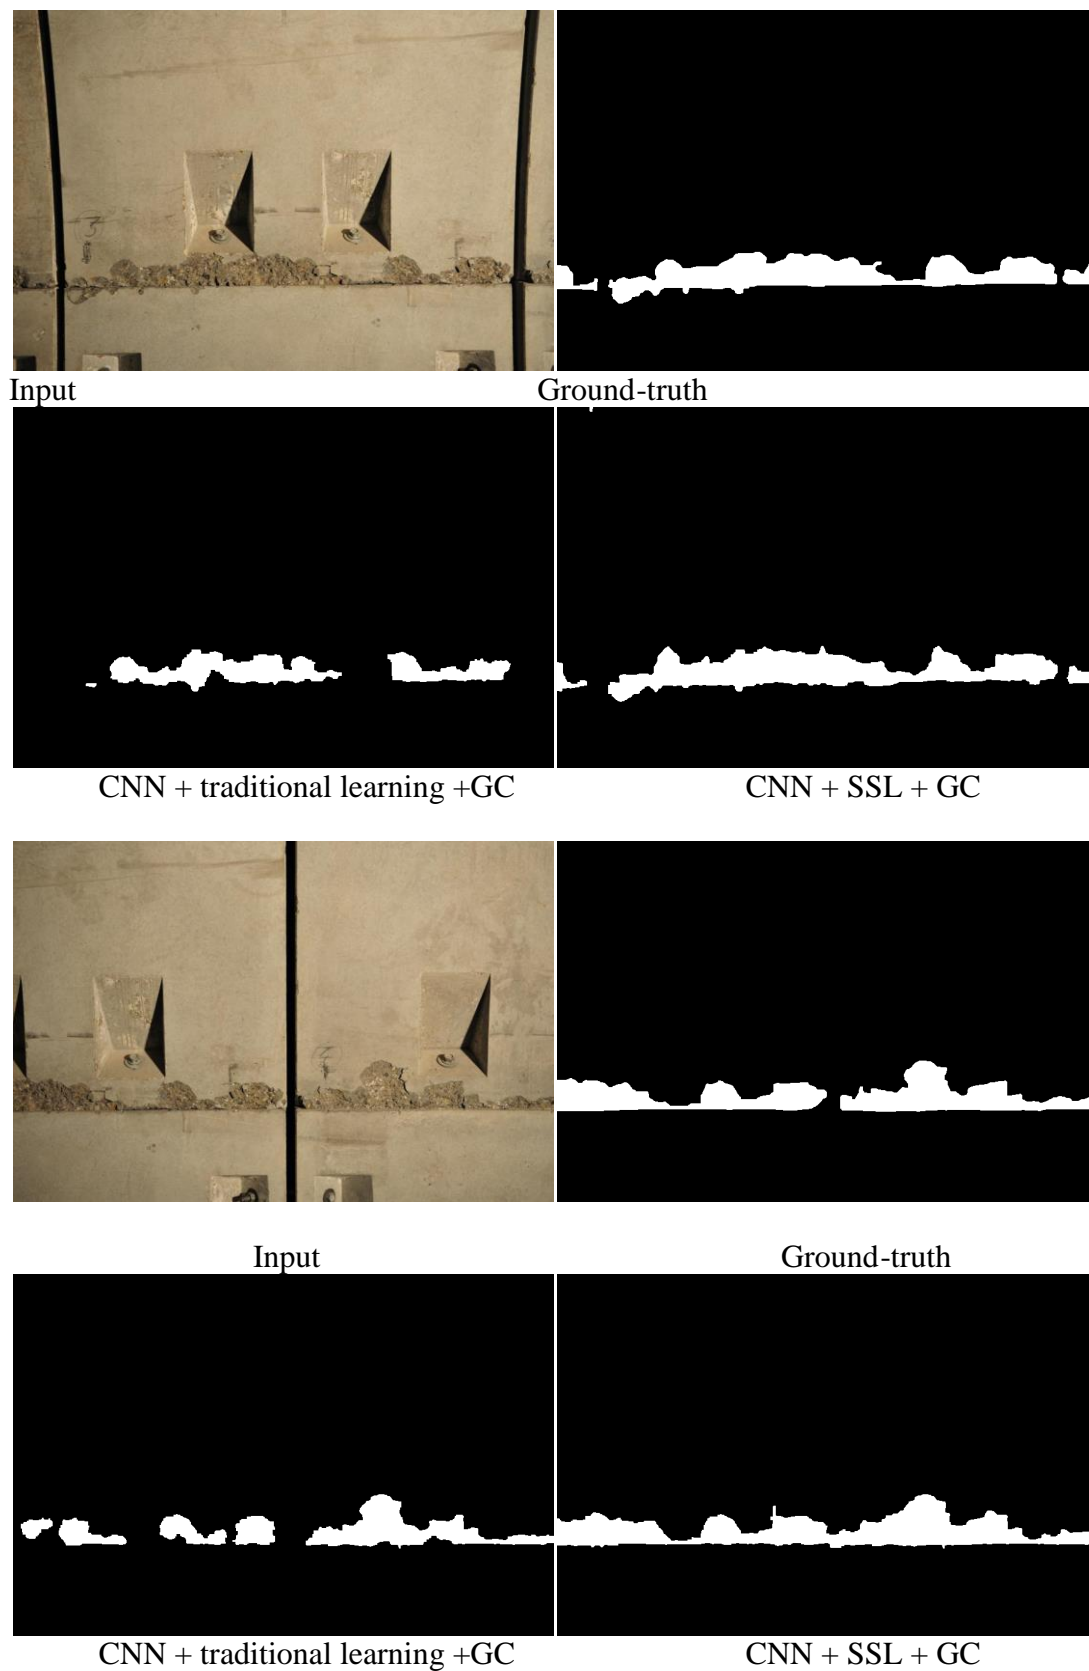 Input Ground-truth
CNN + traditional learning +GC CNN + SSL + GC
Input Ground-truth
CNN + traditional learning +GC CNN + SSL + GC